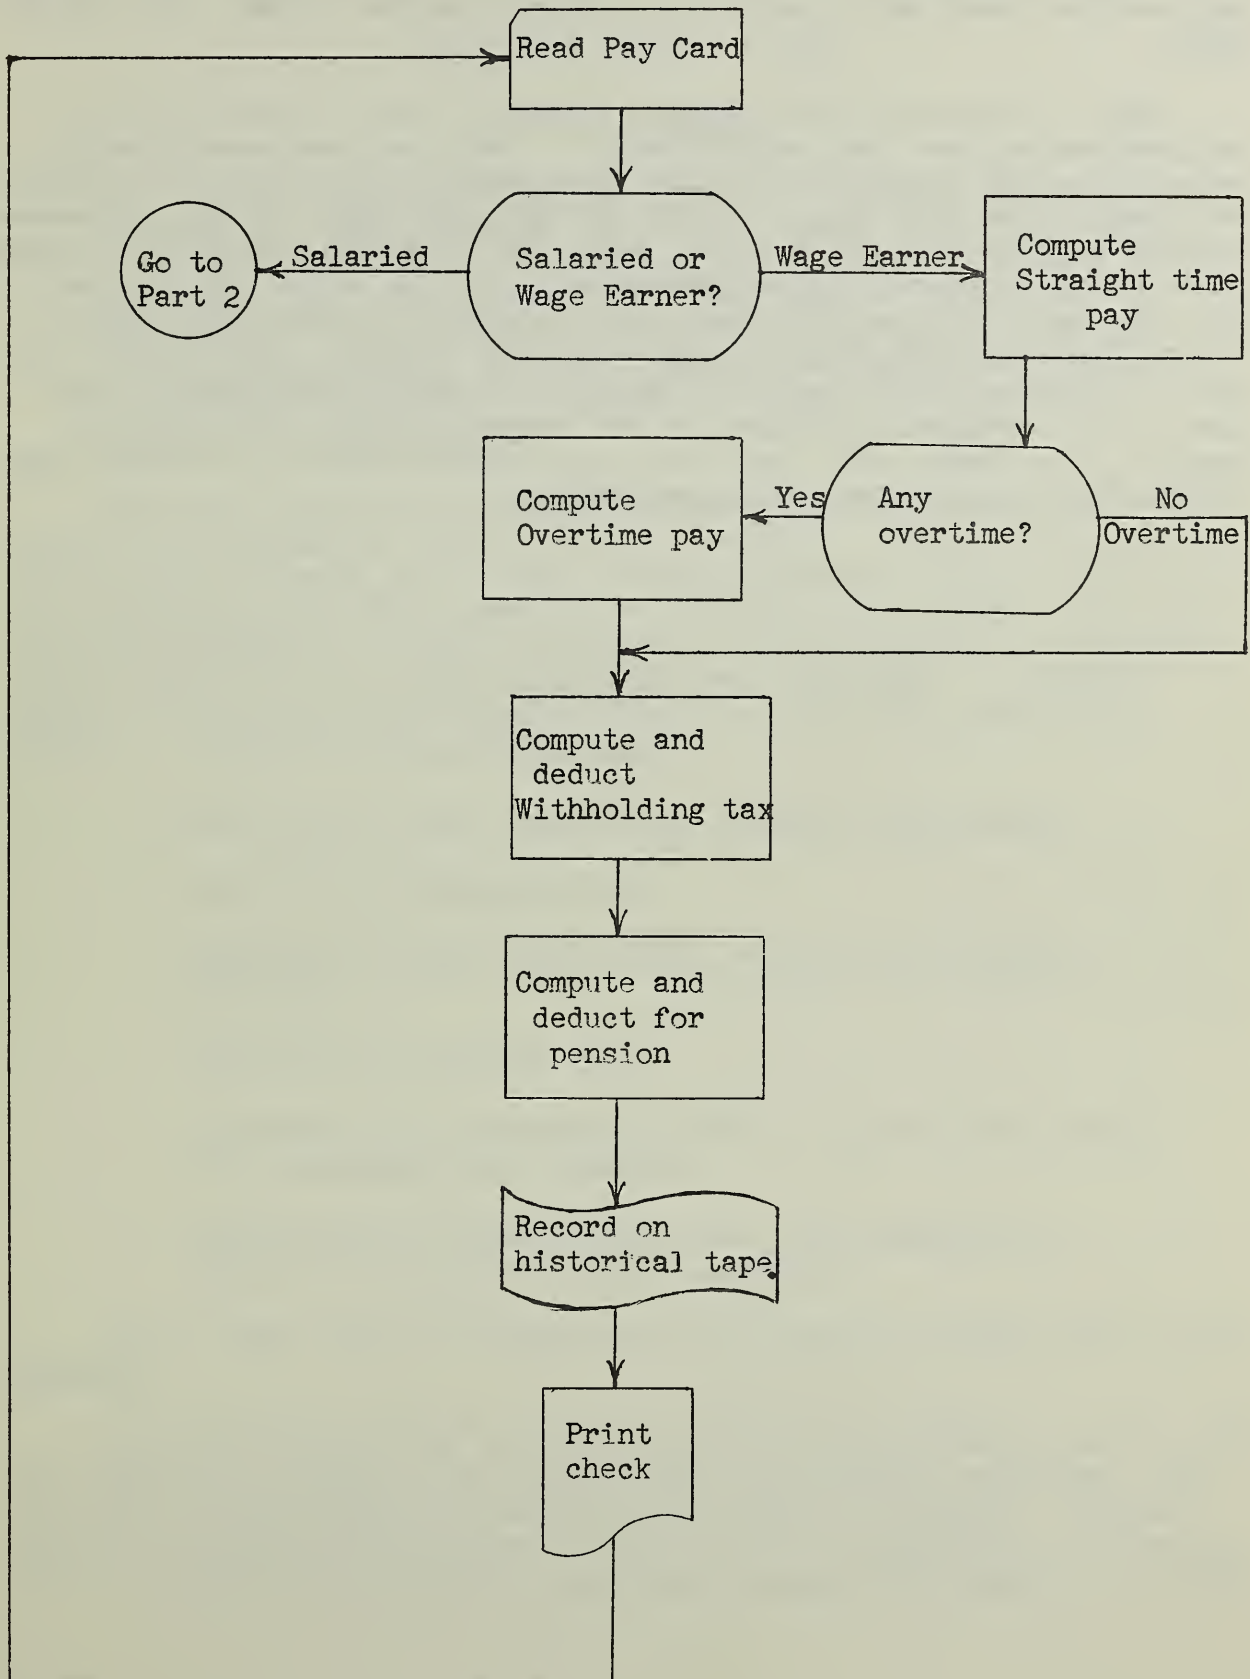 Read Pay Card
Go to
Part 2
Salaried
Salaried or
Wage Earner?
Wage Earner
Compute
Straight time
pay
Compute
Overtime pay
Yes
Any
overtime?
No
Overtime
Compute and
deduct
Withholding tax
Compute and
deduct for
pension
Record on
historical tape.
Print
check